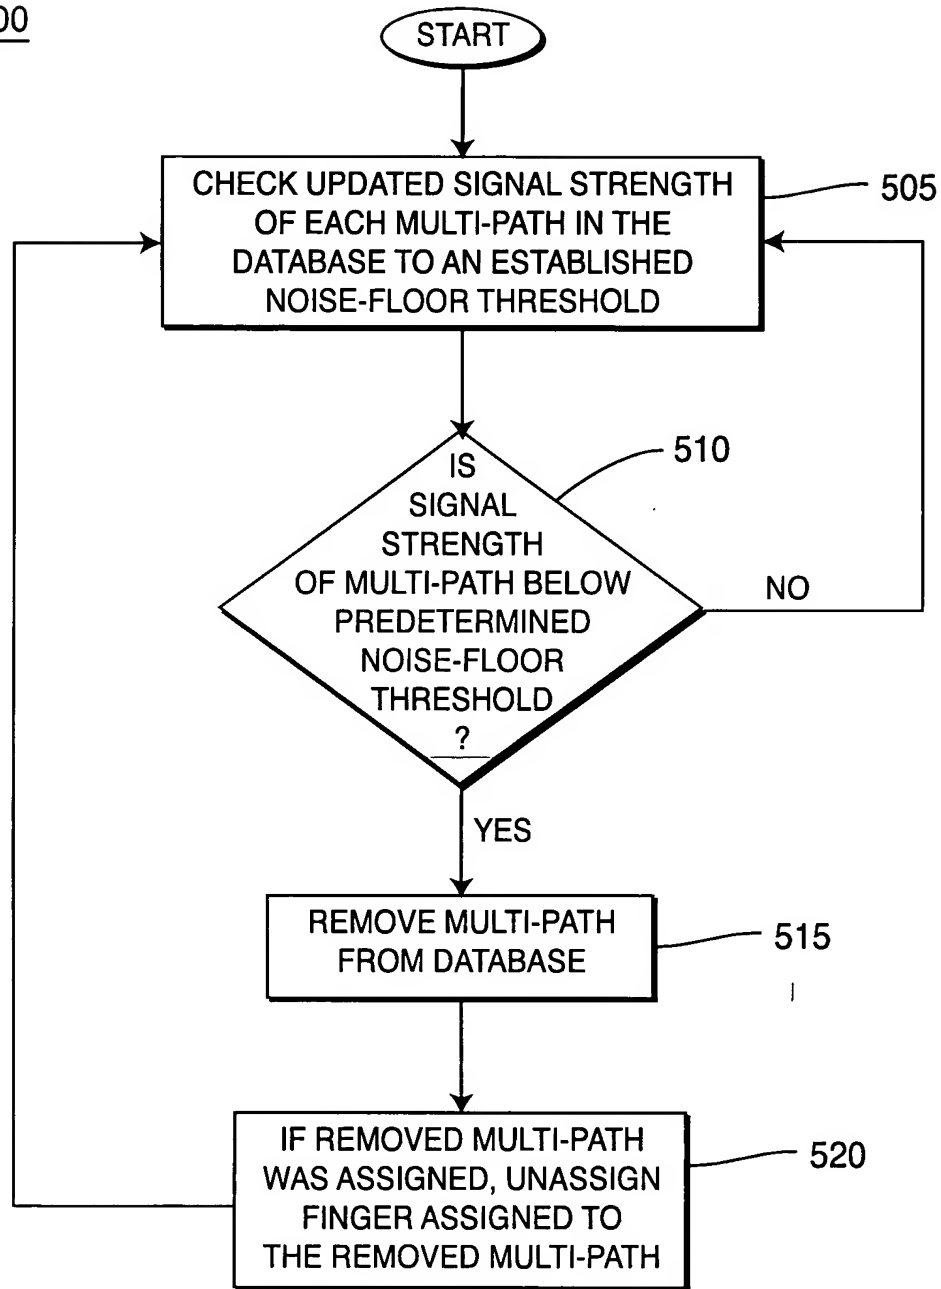 00
START
CHECK UPDATED SIGNAL STRENGTH
OF EACH MULTI-PATH IN THE
DATABASE TO AN ESTABLISHED
NOISE-FLOOR THRESHOLD
505
IS
SIGNAL
STRENGTH
OF MULTI-PATH BELOW
PREDETERMINED
NOISE-FLOOR
THRESHOLD
?
510
NO
YES
REMOVE MULTI-PATH
FROM DATABASE
515
IF REMOVED MULTI-PATH
WAS ASSIGNED, UNASSIGN
FINGER ASSIGNED TO
THE REMOVED MULTI-PATH
520